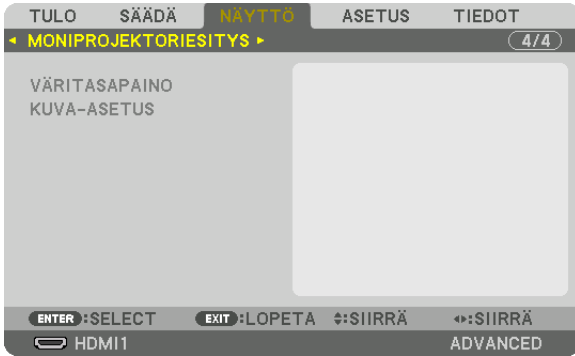 TULO SÄÄDÄ NÄYTTÖ ASETUS TIEDOT
MONIPROJEKTORIESITYS 4/4
VÄRITASAPAINO
KUVA-ASETUS
ENTER:SELECT EXIT:LOPETA :SIIRRÄ :SIIRRÄ
HDMI1 ADVANCED